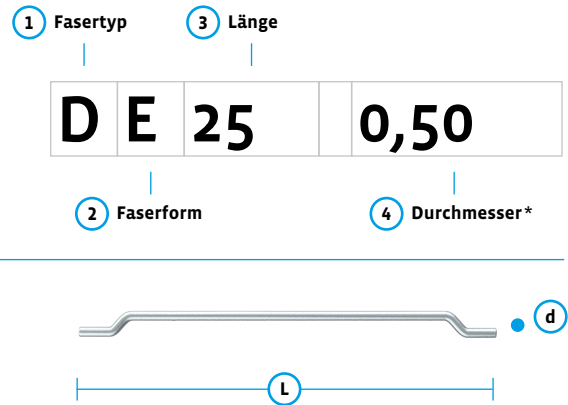 1 Fasertyp 3 Länge
D E 25 0,50
2 Faserform 4 Durchmesser*
d
L